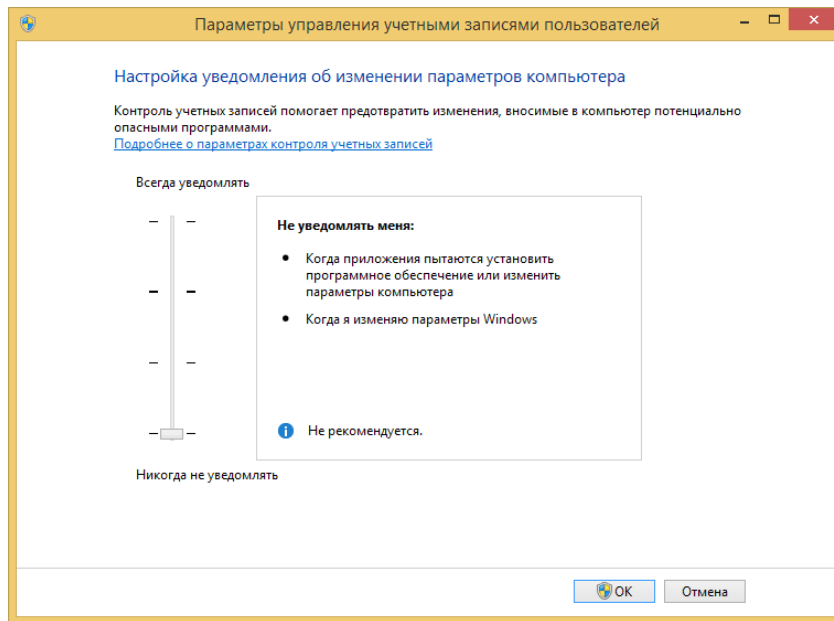 Параметры управления учетными записями пользователей
Настройка уведомления об изменении параметров компьютера
Контроль учетных записей помогает предотвратить изменения, вносимые в компьютер потенциально
опасными программами.
Подробнее о параметрах контроля учетных записей
Всегда уведомлять
Не уведомлять меня:
Когда приложения пытаются установить
программное обеспечение или изменить
параметры компьютера
Когда я изменяю параметры Windows
Не рекомендуется.
Никогда не уведомлять
ОК
Отмена